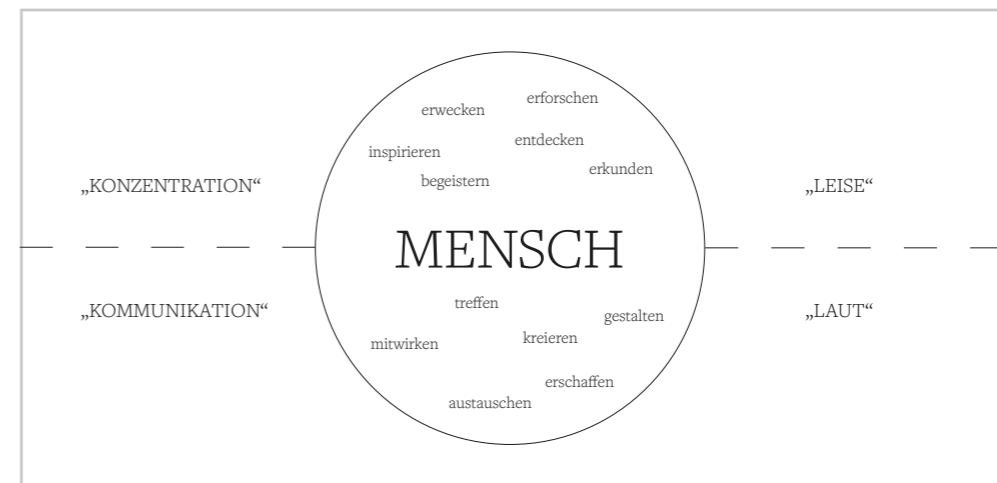 erwecken
erforschen
inspirieren
entdecken
begeistern
erkunden
„KONZENTRATION“
„LEISE“
MENSCH
„KOMMUNIKATION“
„LAUT“
treffen
gestalten
mitwirken
kreieren
erschaffen
austauschen